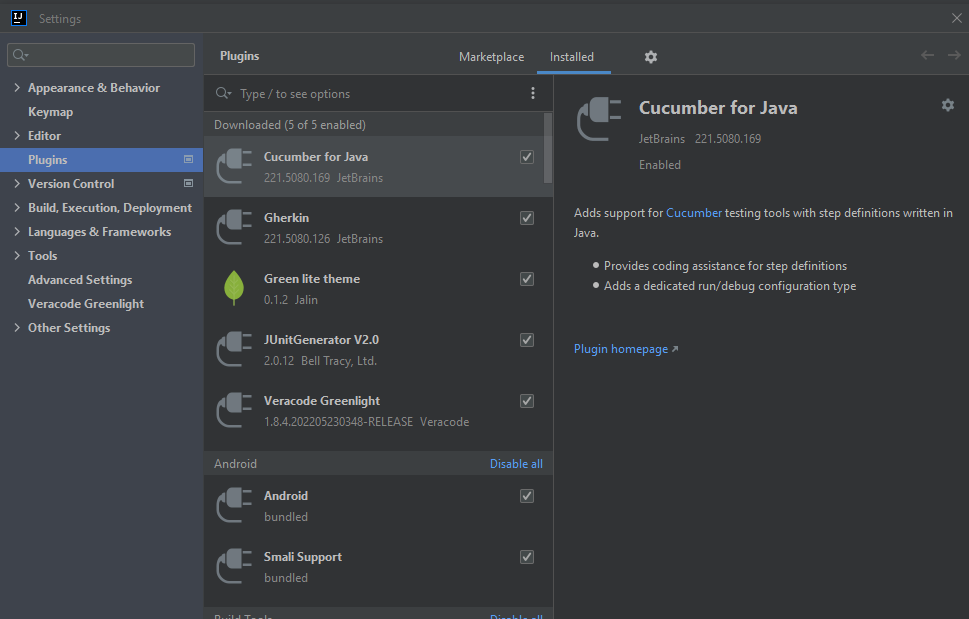 IJ
Settings
Appearance & Behavior
Keymap
Editor
Plugins
Version Control
Build, Execution, Deployment
Languages & Frameworks
Tools
Advanced Settings
Veracode Greenlight
Other Settings
Plugins
Marketplace
Installed
Type / to see options
Downloaded (5 of 5 enabled)
Cucumber for Java
221.5080.169 JetBrains
Gherkin
221.5080.126 JetBrains
Green lite theme
0.1.2 Jalin
JUnitGenerator V2.0
2.0.12 Bell Tracy, Ltd.
Veracode Greenlight
1.8.4.202205230348-RELEASE Veracode
Android Disable all
Android
bundled
Smali Support
bundled
Build Tools Disable all
Cucumber for Java
JetBrains 221.5080.169
Enabled
Adds support for Cucumber testing tools with step definitions written in
Java.
Provides coding assistance for step definitions
Adds a dedicated run/debug configuration type
Plugin homepage